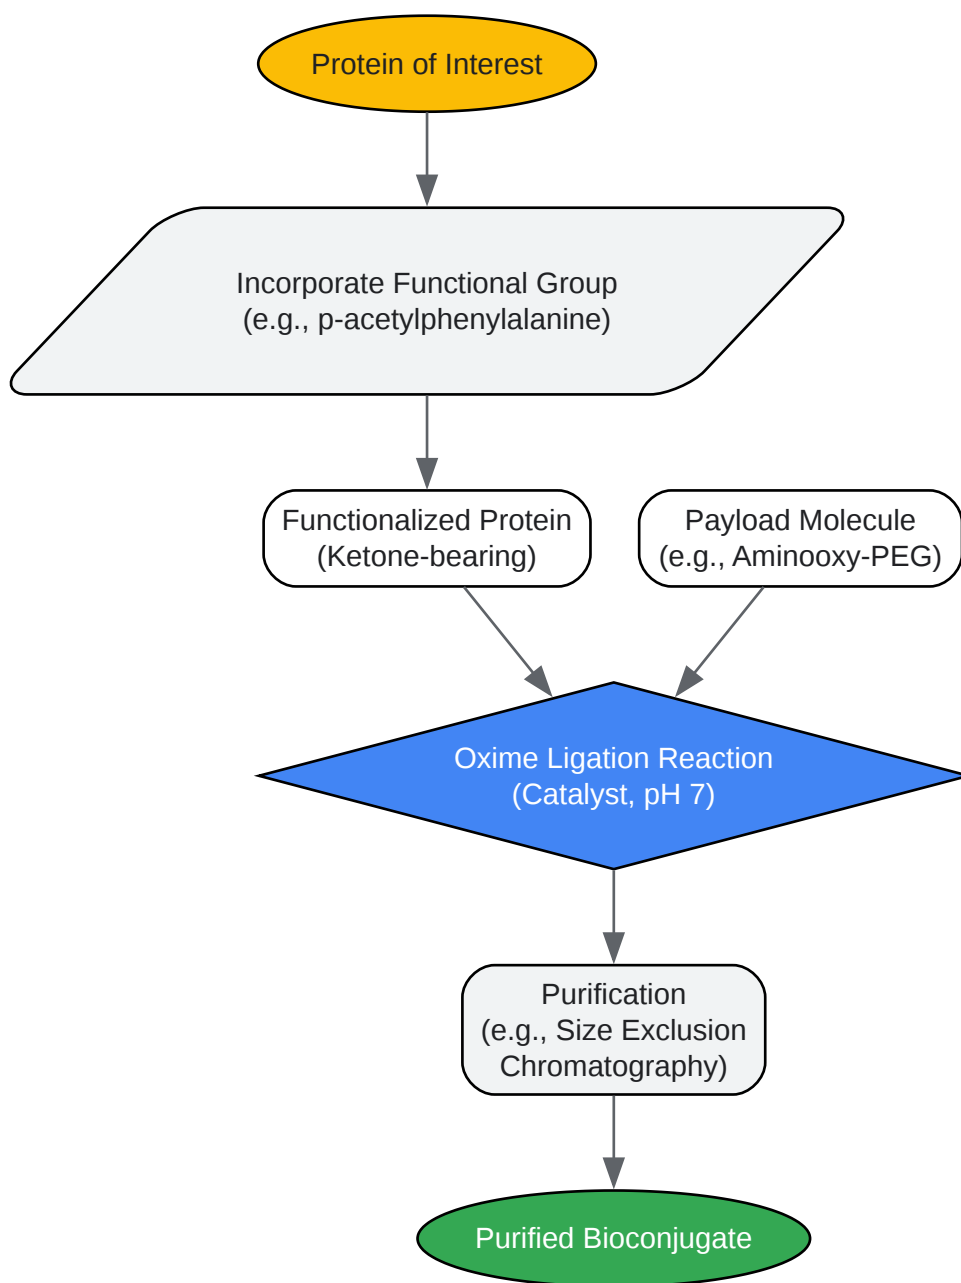 Protein of Interest
Incorporate Functional Group
(e.g., p-acetylphenylalanine)
Functionalized Protein
(Ketone-bearing)
Payload Molecule
(e.g., Aminooxy-PEG)
Oxime Ligation Reaction
(Catalyst, pH 7)
Purification
(e.g., Size Exclusion
Chromatography)
Purified Bioconjugate